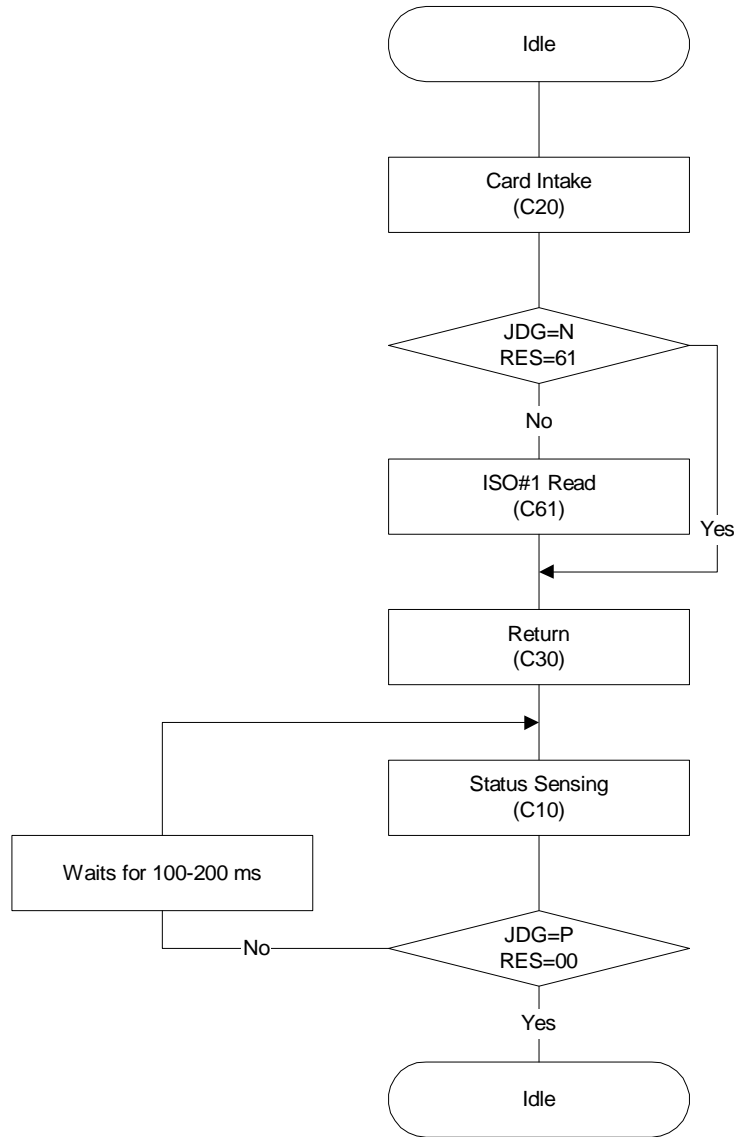 Idle
Card Intake
(C20)
JDG=N
RES=61
No
ISO#1 Read
(C61)
Yes
Return
(C30)
Status Sensing
(C10)
Waits for 100-200 ms
JDG=P
RES=00
No
Yes
Idle